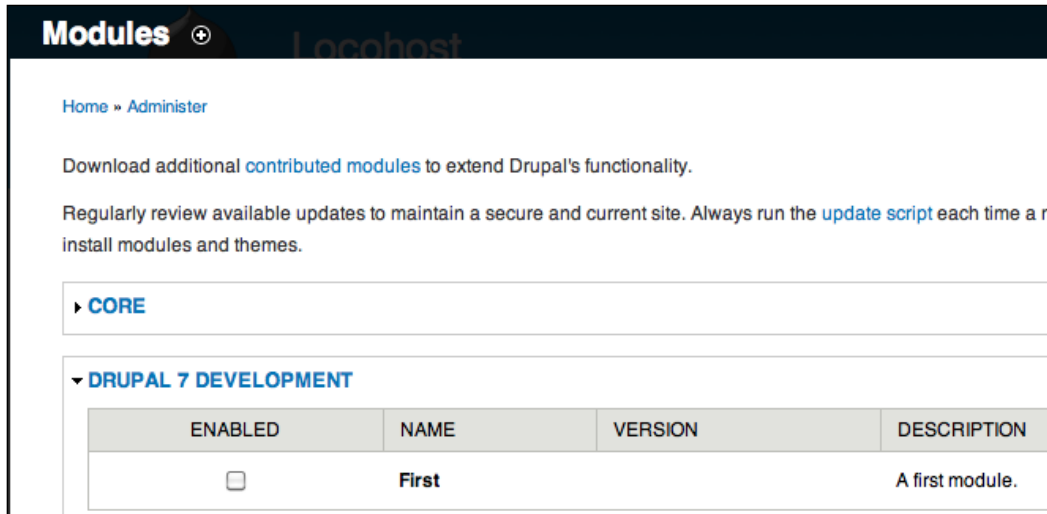 Modules
Locohost
Home » Administer
Download additional contributed modules to extend Drupal's functionality.
Regularly review available updates to maintain a secure and current site. Always run the update script each time a
install modules and themes.
CORE
DRUPAL 7 DEVELOPMENT
ENABLED NAME VERSION DESCRIPTION
First A first module.